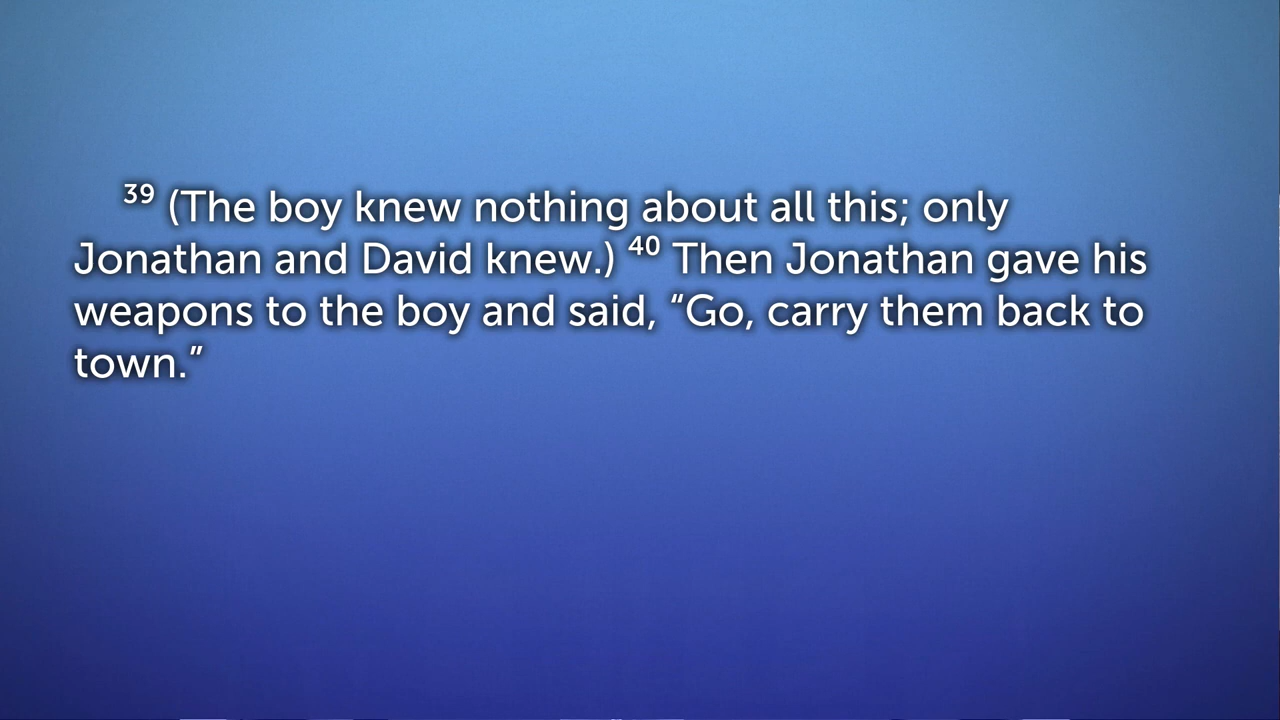 39 (The boy knew nothing about all this; only
Jonathan and David knew.) 40 Then Jonathan gave his
weapons to the boy and said, “Go, carry them back to
town.”